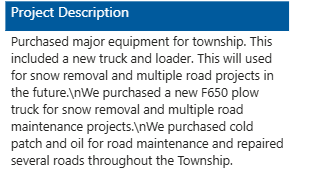 Project Description
Purchased major equipment for township. This
included a new truck and loader. This will used
for snow removal and multiple road projects in
the future.\nWe purchased a new F650 plow
truck for snow removal and multiple road
maintenance projects.\nWe purchased cold
patch and oil for road maintenance and repaired
several roads throughout the Township.